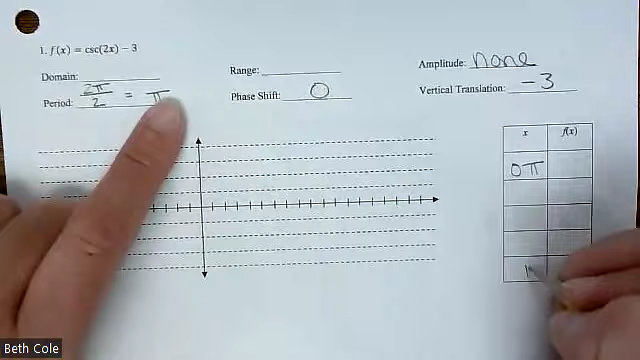 1. f(x) = csc(2x) – 3
Domain:
Range:
Amplitude: none
Period: 2π/2 = π
Phase Shift: 0
Vertical Translation: -3
x f(x)
0π
Beth Cole